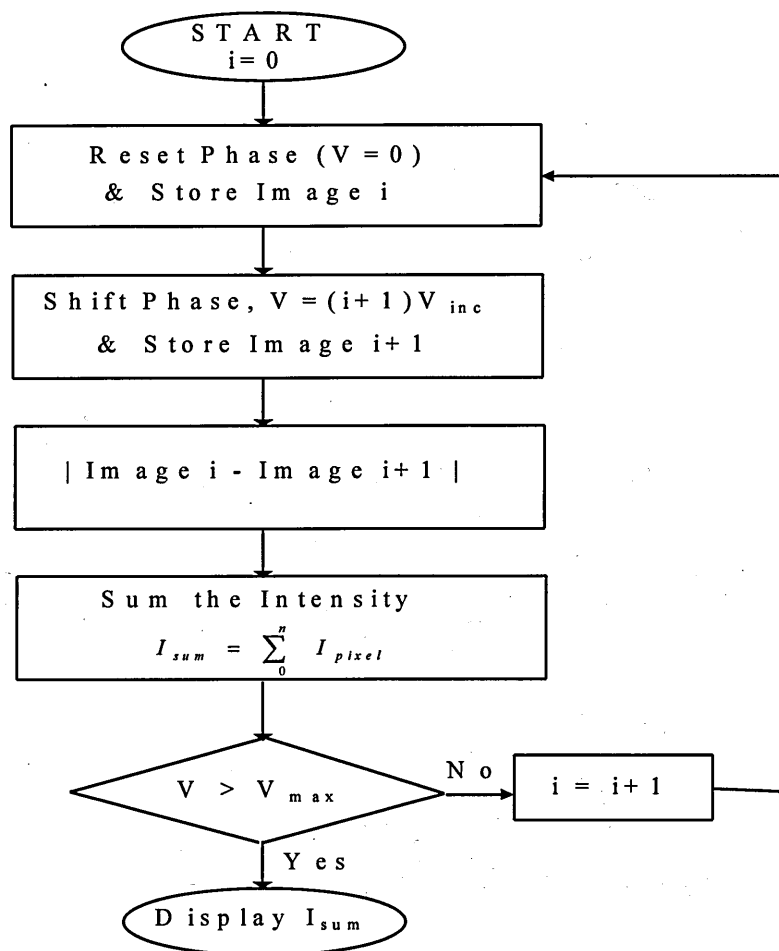 START
i= 0
Reset Phase (V = 0)
& Store Image i
Shift Phase, V = (i+ 1)V inc
& Store Image i+ 1
| Image i - Image i+ 1 |
Sum the Intensity
I sum = ∑ 0 n I pixel
V > V max
No
i = i+ 1
Yes
Display I sum